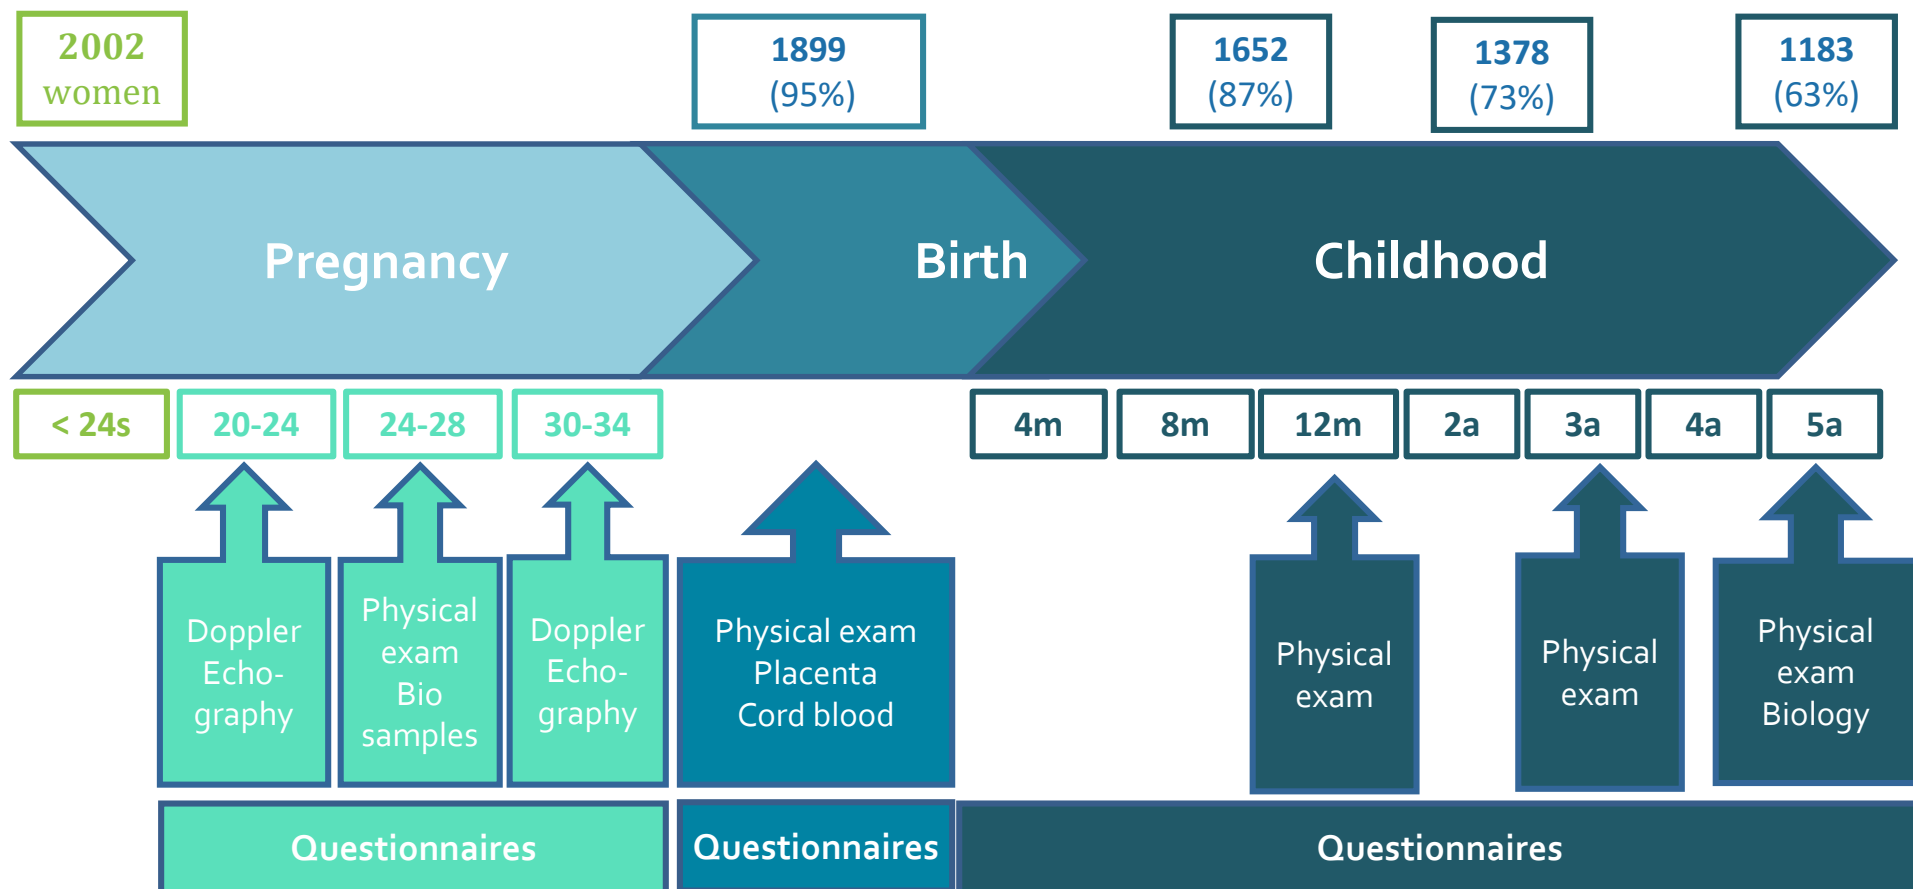 2002
women
1899
(95%)
1652
(87%)
1378
(73%)
1183
(63%)
Pregnancy
Birth
Childhood
< 24s
20-24
24-28
30-34
4m
8m
12m
2a
3a
4a
5a
Doppler
Echo-
graphy
Physical
exam
Bio
samples
Doppler
Echo-
graphy
Physical exam
Placenta
Cord blood
Physical
exam
Physical
exam
Physical
exam
Biology
Questionnaires
Questionnaires
Questionnaires